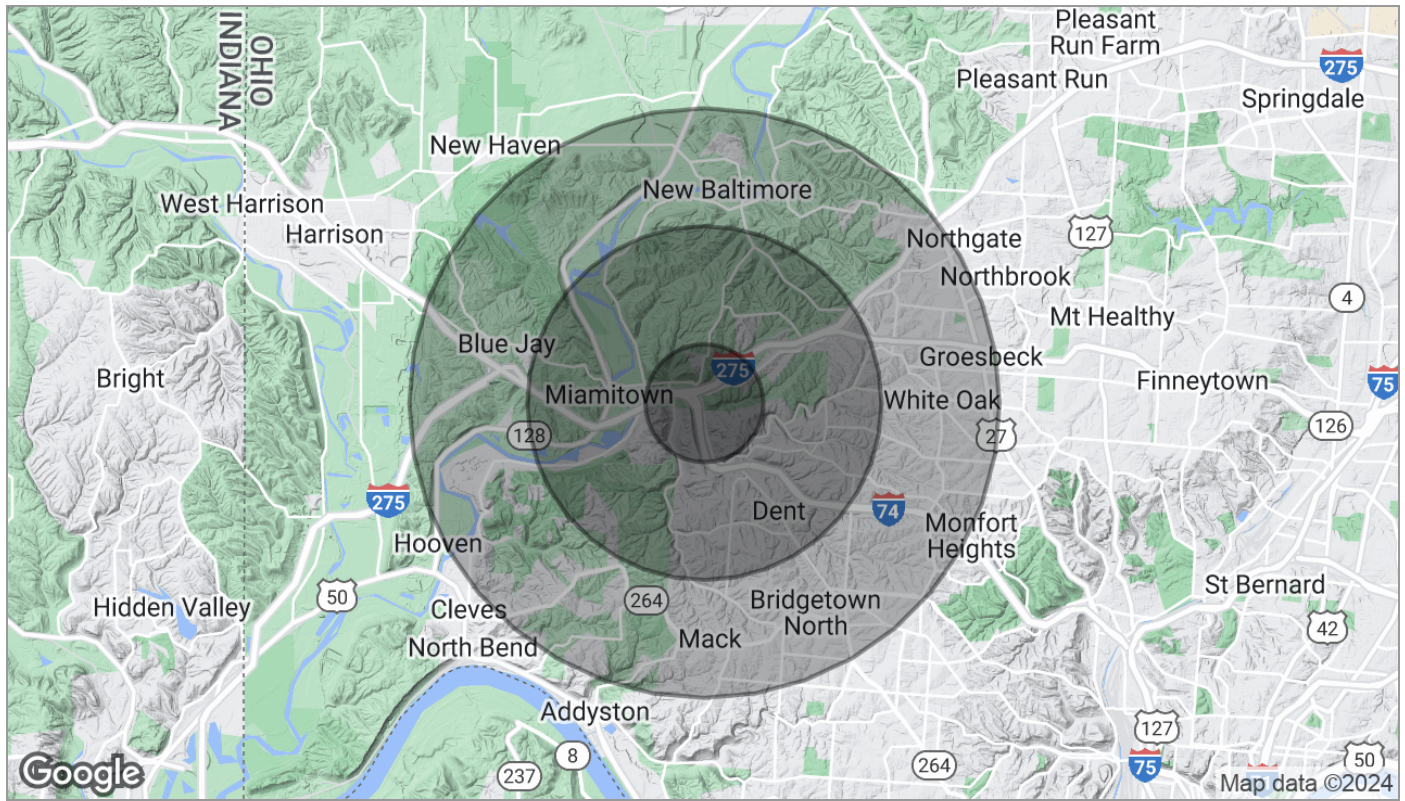 Pleasant
Run Farm
OHIO
INDIANA
275
Pleasant Run
Springdale
New Haven
New Baltimore
West Harrison
Harrison
127
Northgate
Northbrook
4
Mt Healthy
Blue Jay
Groesbeck
275
Bright
Finneytown
75
Miamitown
White Oak
128
27
126
275
Dent
74
Monfort
Heights
Hooven
St Bernard
50
Hidden Valley
Cleves
264
Bridgetown
North
42
North Bend
Mack
Addyston
127
8
237
264
75
50
Google
Map data ©2024